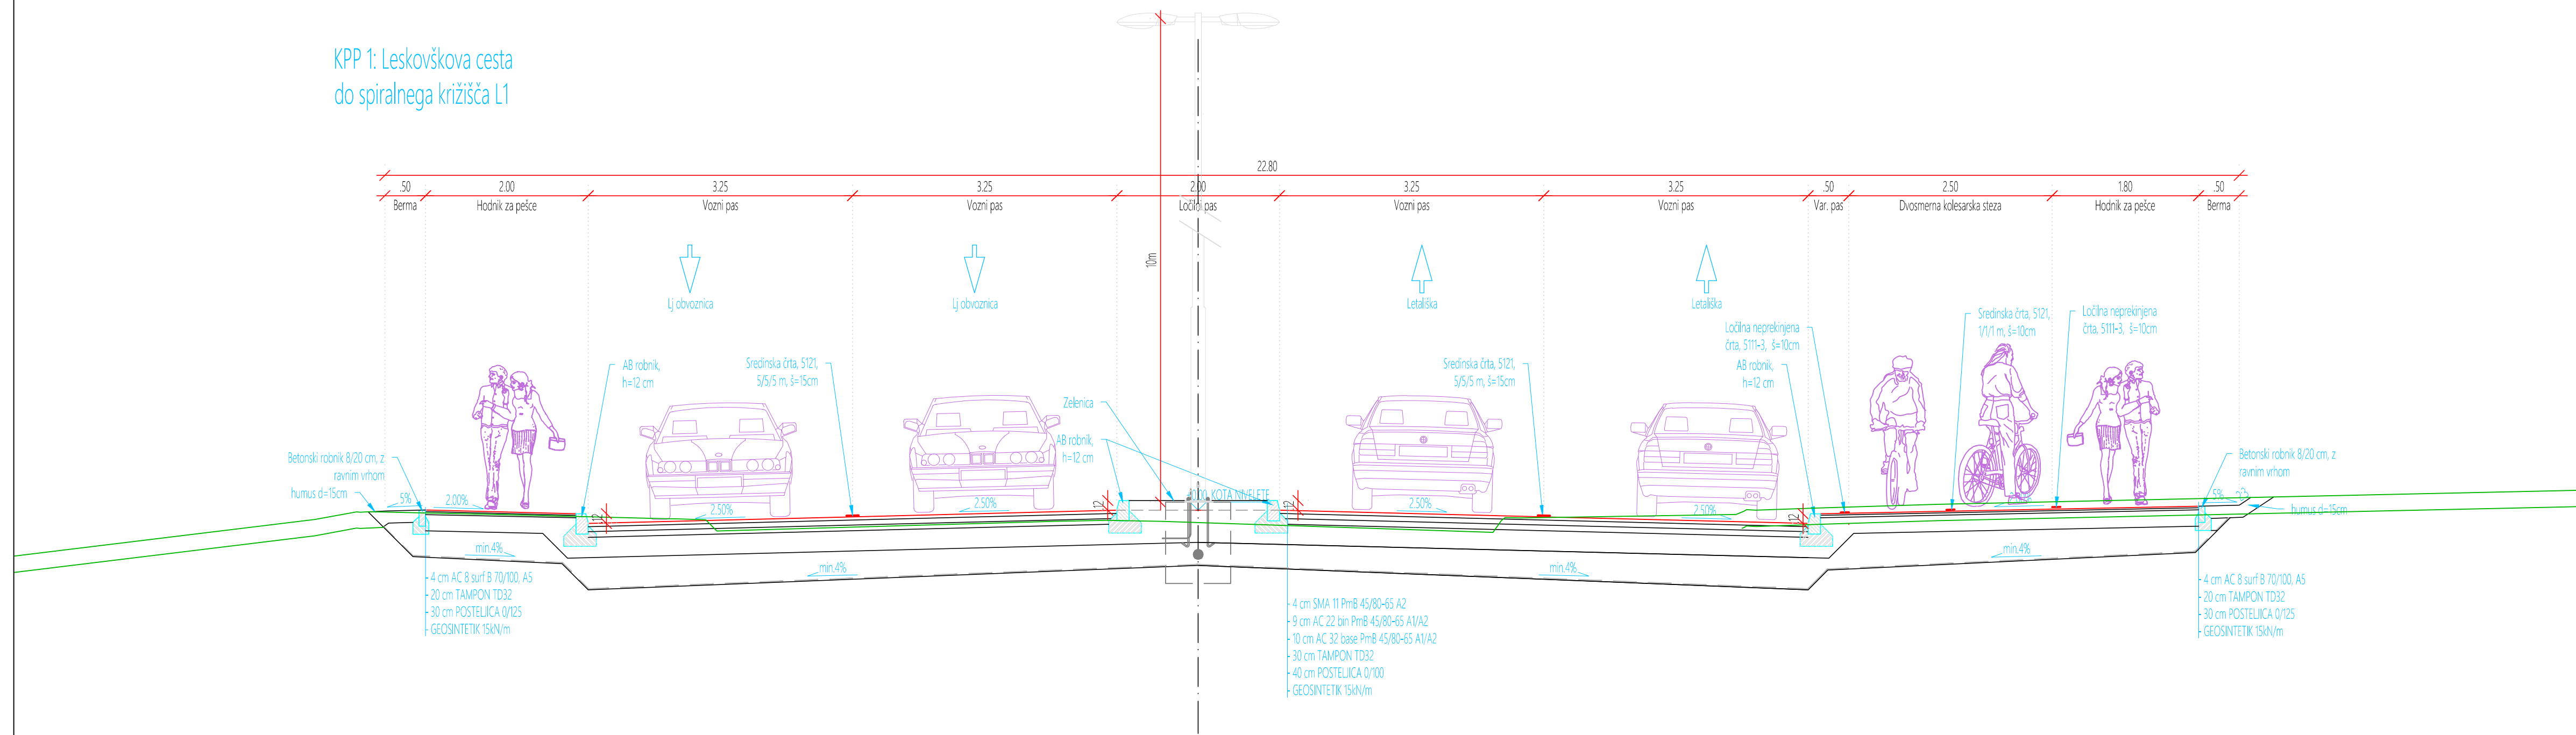 KPP 1: Leskovškova cesta
do spiralnega križišča L1
22.80
.50 2.00 3.25 3.25 2.00 3.25 3.25 .50 2.50 1.80 .50
Berma Hodnik za pešce Vozni pas Vozni pas Ločilni pas Vozni pas Vozni pas Var. pas Dvosmerna kolesarska steza Hodnik za pešce Berma
10m
Lj obvoznica Lj obvoznica Letališka Letališka
AB robnik,
h=12 cm
Sredinska črta, 5121,
5/5/5 m, š=15cm
Zelenica
AB robnik,
h=12 cm
Sredinska črta, 5121,
5/5/5 m, š=15cm
Ločilna neprekinjena
črta, 5111-3, š=10cm
AB robnik,
h=12 cm
Sredinska črta, 5121,
1/1/1 m, š=10cm
Ločilna neprekinjena
črta, 5111-3, š=10cm
Betonski robnik 8/20 cm, z
ravnim vrhom
humus d=15cm
Betonski robnik 8/20 cm, z
ravnim vrhom
humus d=15cm
5% 2.00% 12 2.50% 2.50% 12 KOTA NIVELETE 12 2.50% 2.50% 12 5%
min.4% min.4% min.4% min.4%
4 cm AC 8 surf B 70/100, A5
20 cm TAMPON TD32
30 cm POSTELJICA 0/125
GEOSINTETIK 15kN/m
4 cm SMA 11 PmB 45/80-65 A2
9 cm AC 22 bin PmB 45/80-65 A1/A2
10 cm AC 32 base PmB 45/80-65 A1/A2
30 cm TAMPON TD32
40 cm POSTELJICA 0/100
GEOSINTETIK 15kN/m
4 cm AC 8 surf B 70/100, A5
20 cm TAMPON TD32
30 cm POSTELJICA 0/125
GEOSINTETIK 15kN/m